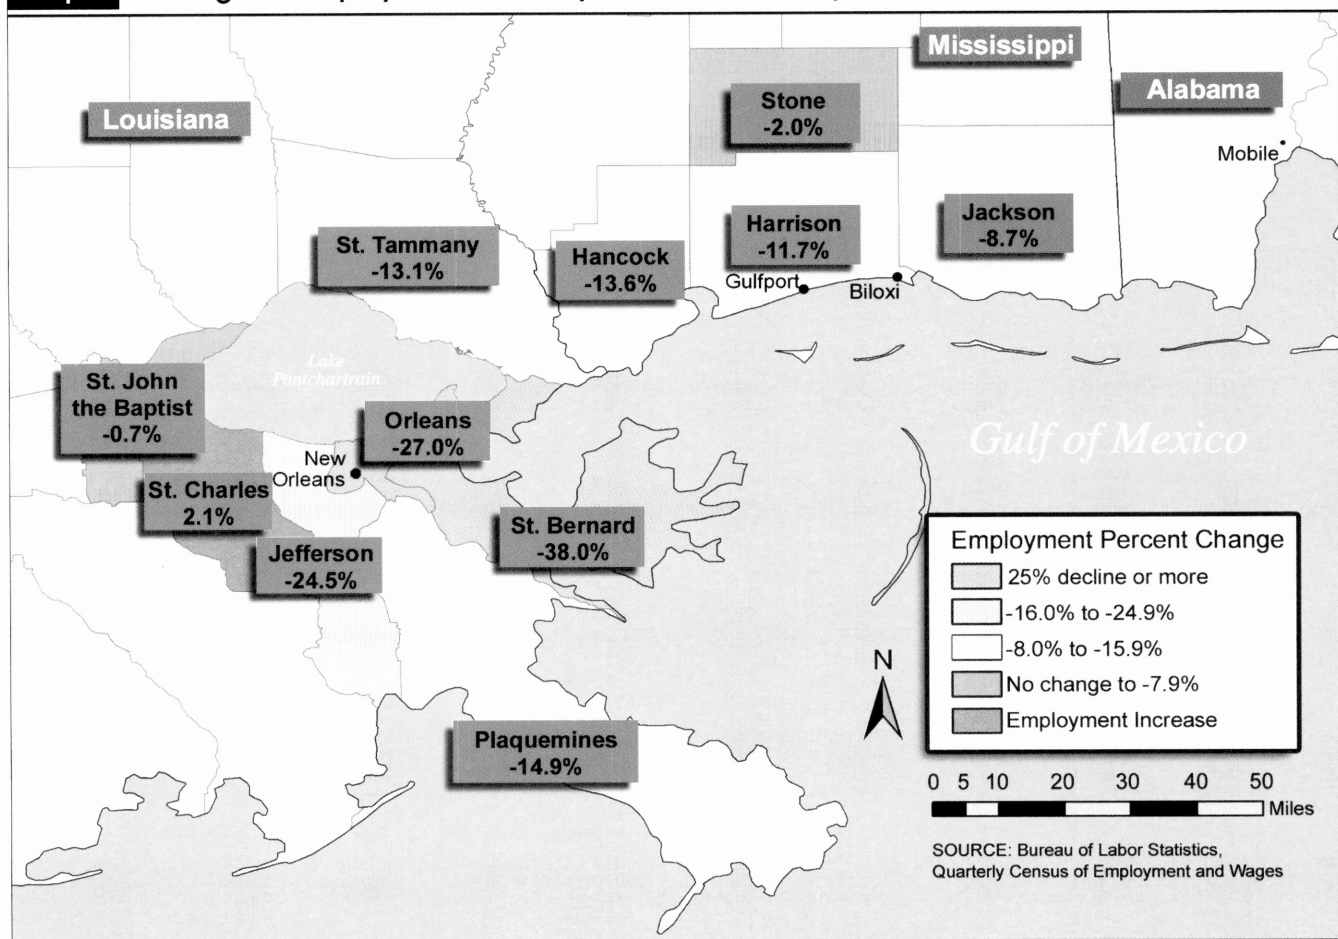 Mississippi
Alabama
Louisiana
Stone
-2.0%
Mobile
Harrison
-11.7%
Jackson
-8.7%
St. Tammany
-13.1%
Hancock
-13.6%
Gulfport
Biloxi
Lake
Pontchartrain
St. John
the Baptist
-0.7%
Orleans
-27.0%
Gulf of Mexico
New
Orleans
St. Charles
2.1%
St. Bernard
-38.0%
Jefferson
-24.5%
Plaquemines
-14.9%
Employment Percent Change
25% decline or more
-16.0% to -24.9%
-8.0% to -15.9%
No change to -7.9%
Employment Increase
N
0 5 10 20 30 40 50
Miles
SOURCE: Bureau of Labor Statistics,
Quarterly Census of Employment and Wages